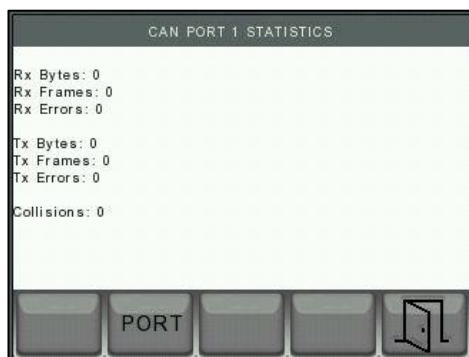 CAN PORT 1 STATISTICS
Rx Bytes: 0
Rx Frames: 0
Rx Errors: 0
Tx Bytes: 0
Tx Frames: 0
Tx Errors: 0
Collisions: 0
PORT